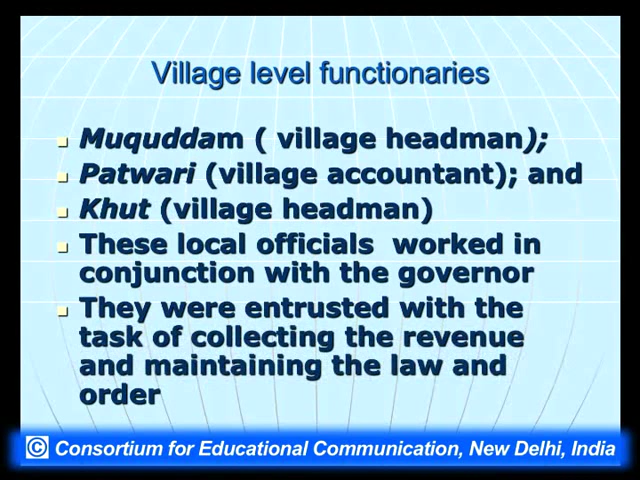 Village level functionaries
Muquddam ( village headman);
Patwari (village accountant); and
Khut (village headman)
These local officials worked in
conjunction with the governor
They were entrusted with the
task of collecting the revenue
and maintaining the law and
order
© Consortium for Educational Communication, New Delhi, India